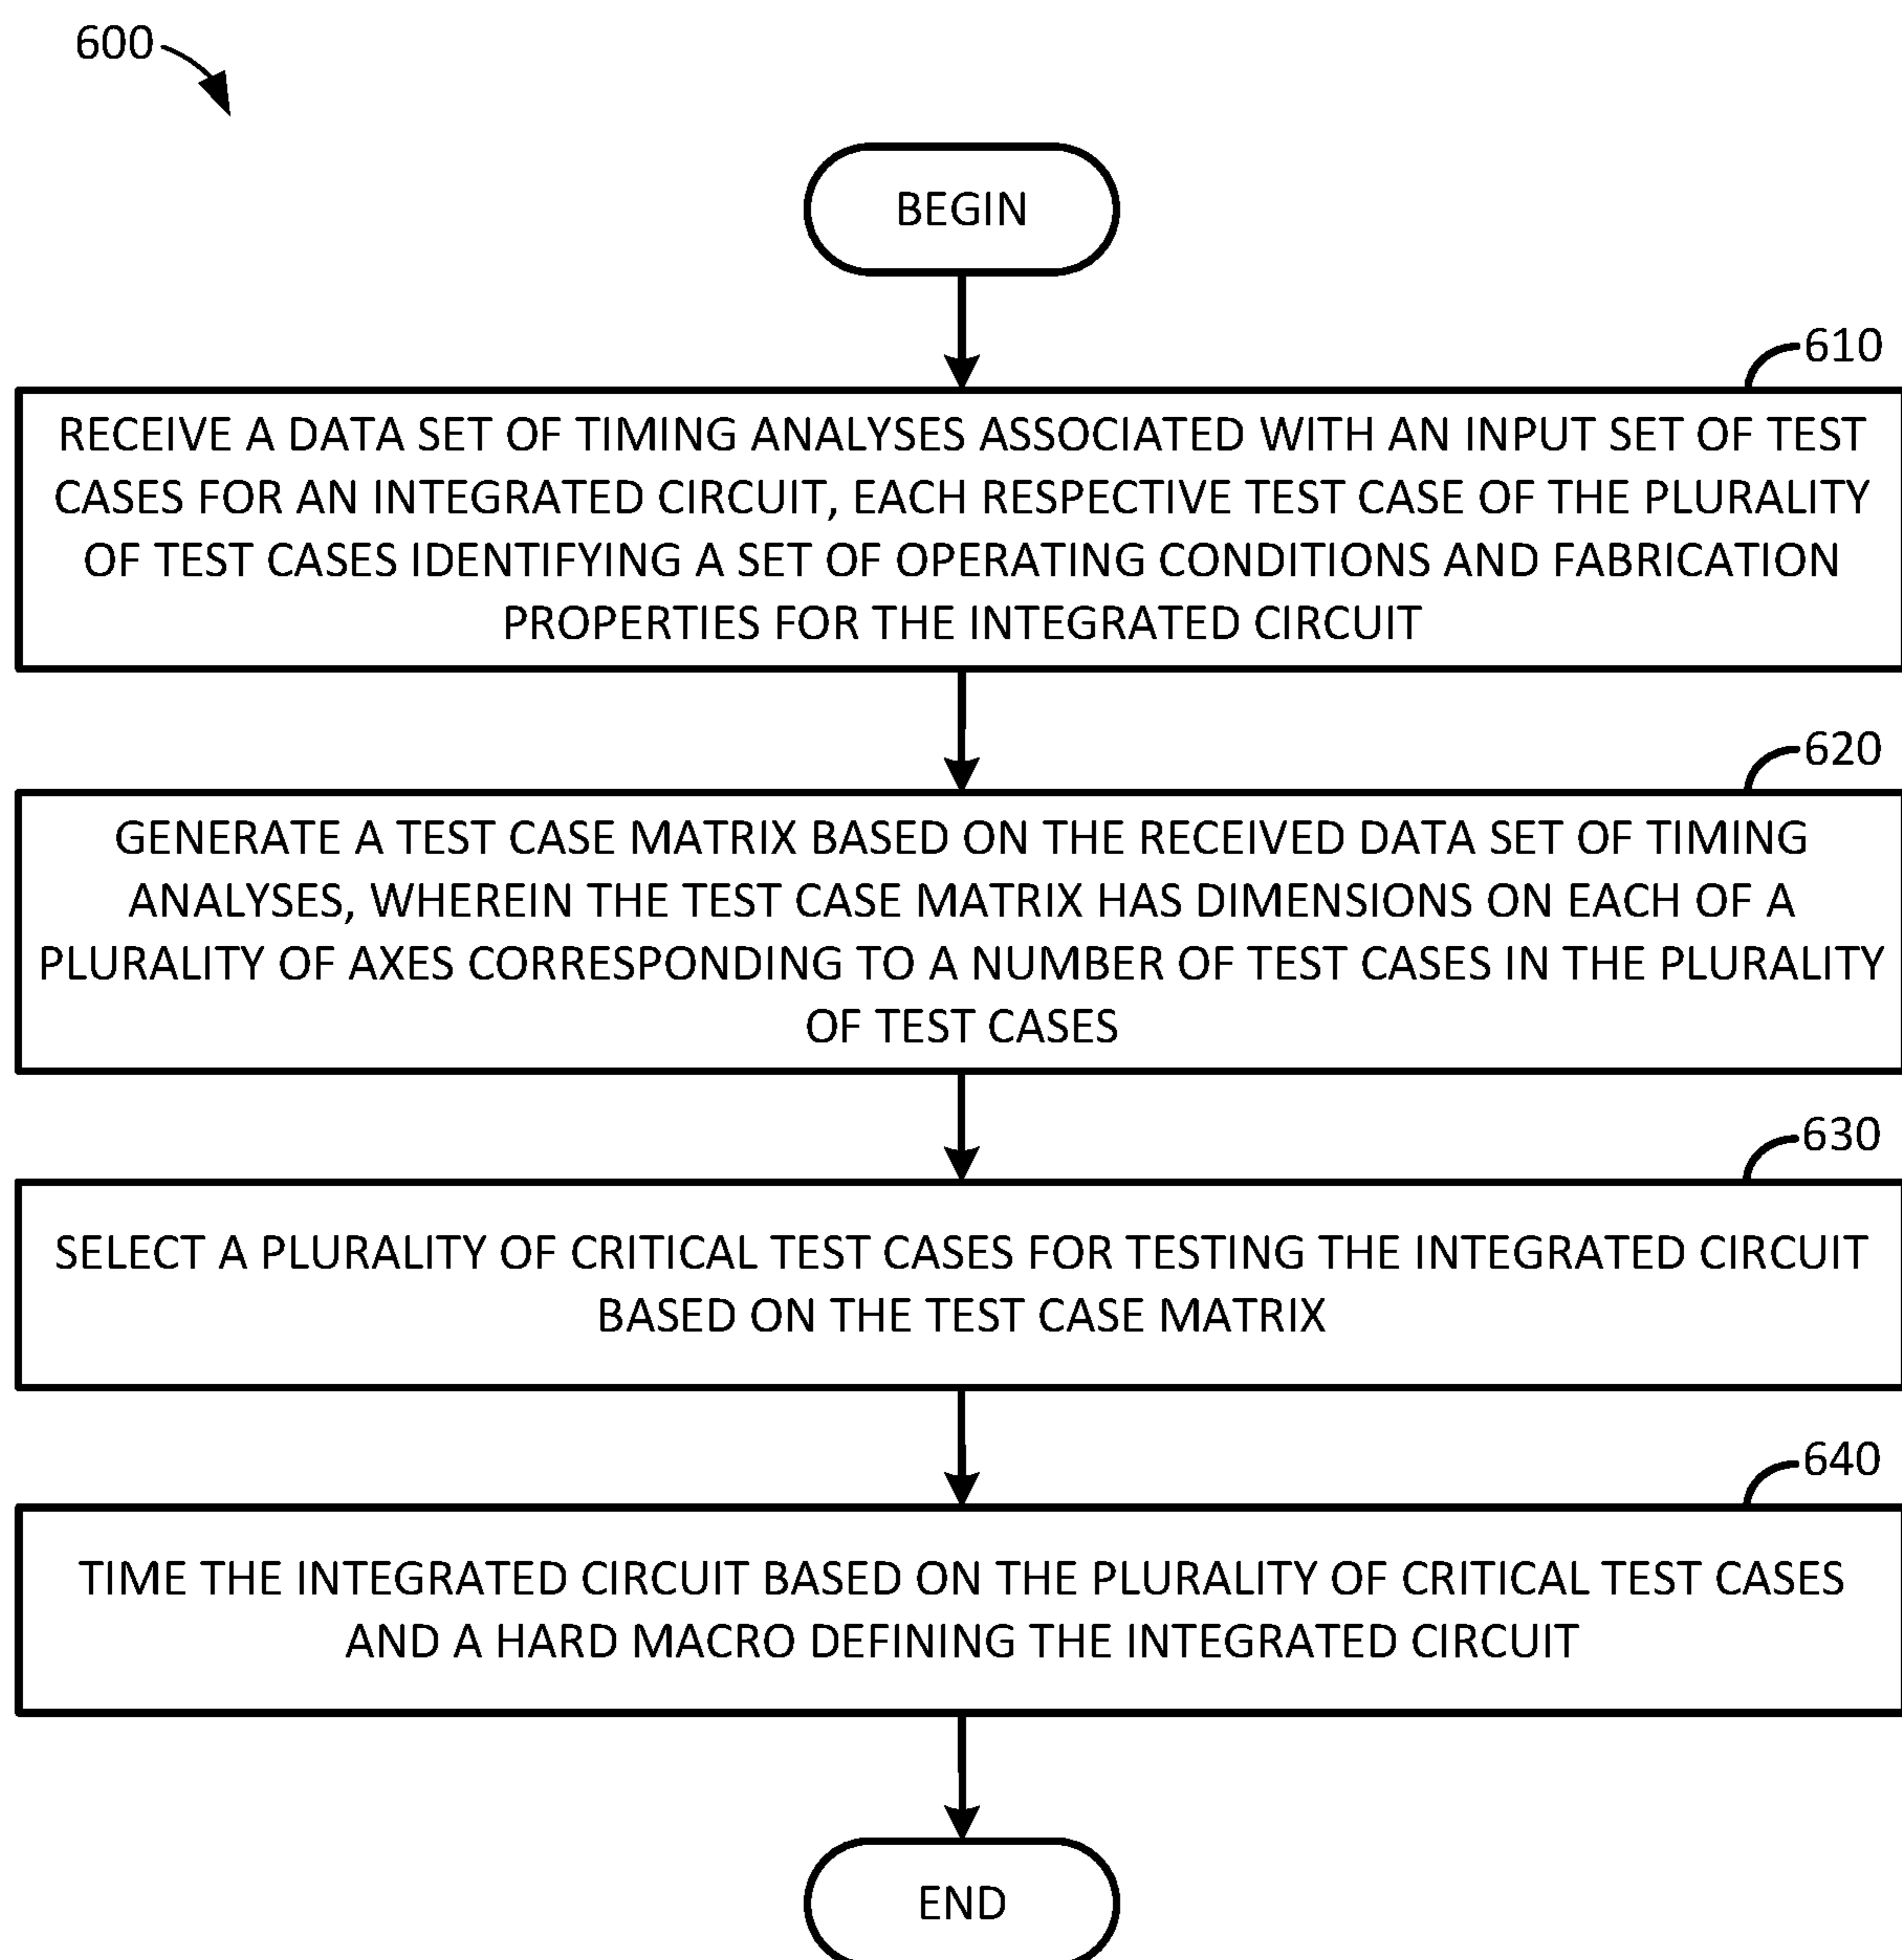 600
BEGIN
610
RECEIVE A DATA SET OF TIMING ANALYSES ASSOCIATED WITH AN INPUT SET OF TEST
CASES FOR AN INTEGRATED CIRCUIT, EACH RESPECTIVE TEST CASE OF THE PLURALITY
OF TEST CASES IDENTIFYING A SET OF OPERATING CONDITIONS AND FABRICATION
PROPERTIES FOR THE INTEGRATED CIRCUIT
620
GENERATE A TEST CASE MATRIX BASED ON THE RECEIVED DATA SET OF TIMING
ANALYSES, WHEREIN THE TEST CASE MATRIX HAS DIMENSIONS ON EACH OF A
PLURALITY OF AXES CORRESPONDING TO A NUMBER OF TEST CASES IN THE PLURALITY
OF TEST CASES
630
SELECT A PLURALITY OF CRITICAL TEST CASES FOR TESTING THE INTEGRATED CIRCUIT
BASED ON THE TEST CASE MATRIX
640
TIME THE INTEGRATED CIRCUIT BASED ON THE PLURALITY OF CRITICAL TEST CASES
AND A HARD MACRO DEFINING THE INTEGRATED CIRCUIT
END